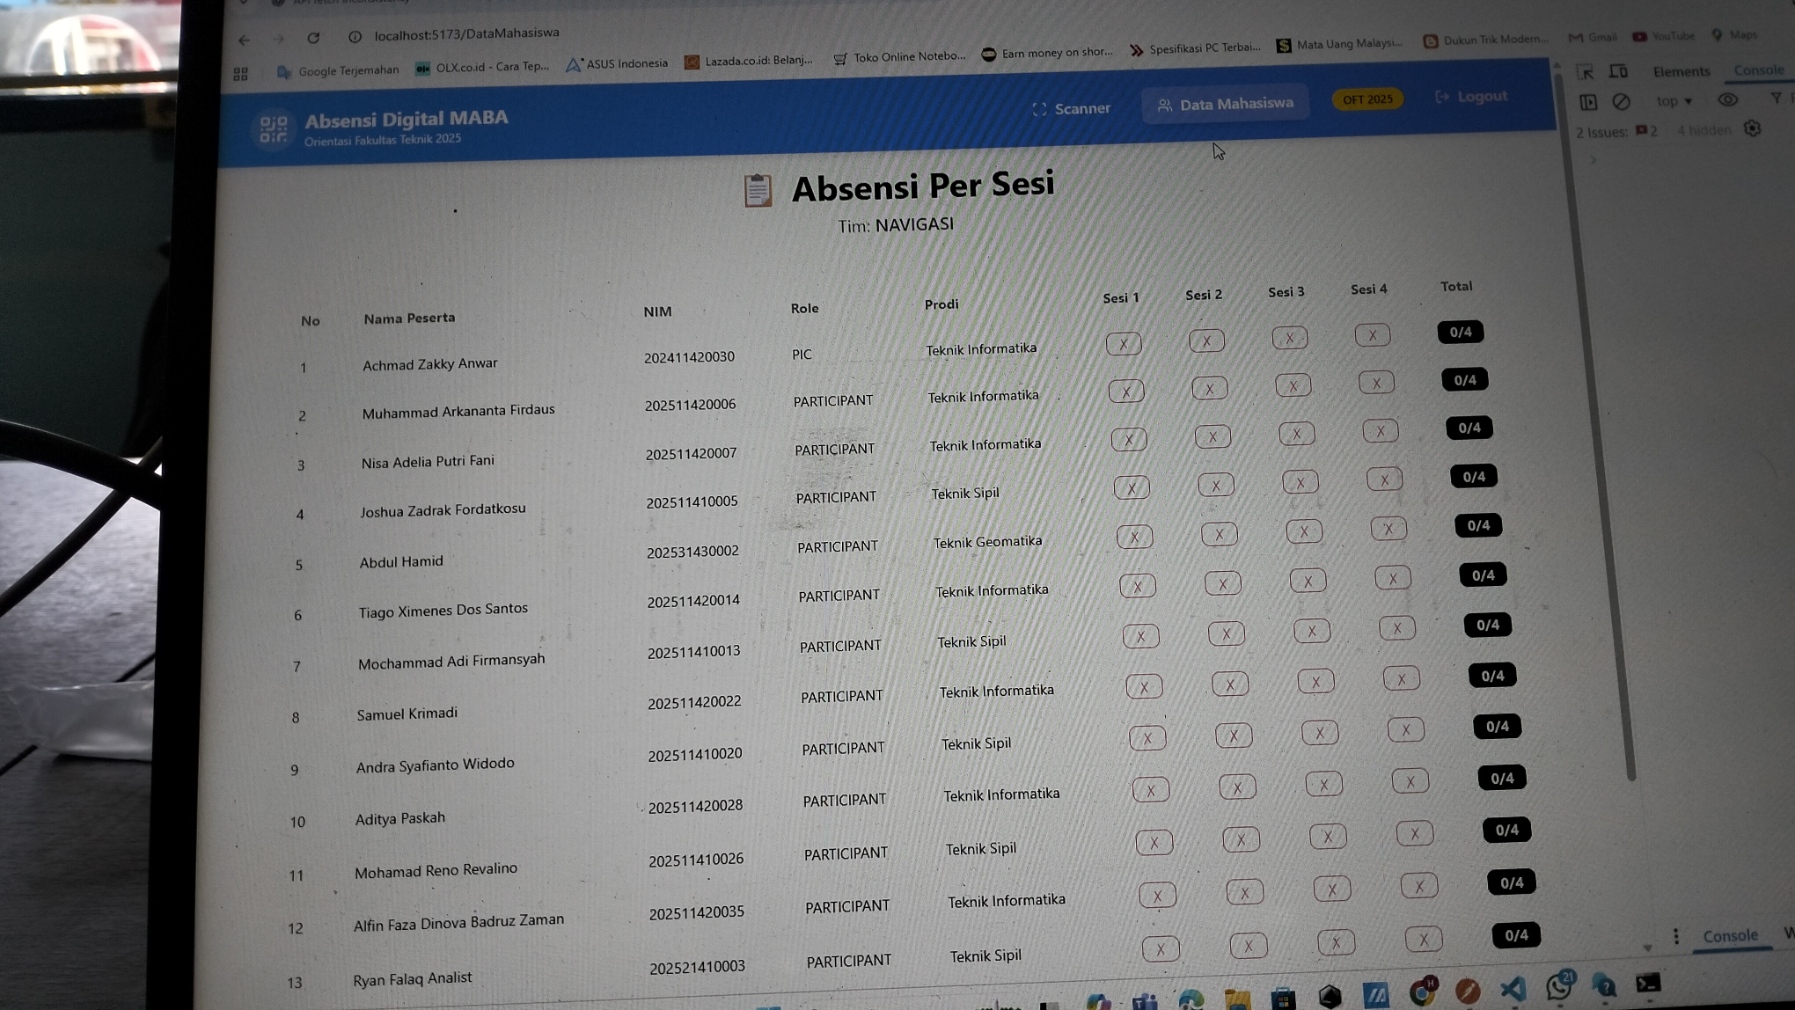 localhost:5173/DataMahasiswa
Google Terjemahan
OLX.co.id - Cara Tep...
ASUS Indonesia
Lazada.co.id: Belanj...
Toko Online Notebo...
Earn money on shor...
Spesifikasi PC Terbai...
Mata Uang Malaysi...
Dukun Trik Modern...
Gmail
YouTube
Maps
Absensi Digital MABA
Orientasi Fakultas Teknik 2025
Scanner
Data Mahasiswa
OFT 2025
Logout
Elements
Console
top
2 Issues: 2
4 hidden
Absensi Per Sesi
Tim: NAVIGASI
No Nama Peserta NIM Role Prodi Sesi 1 Sesi 2 Sesi 3 Sesi 4 Total
1 Achmad Zakky Anwar 202411420030 PIC Teknik Informatika X X X X 0/4
2 Muhammad Arkananta Firdaus 202511420006 PARTICIPANT Teknik Informatika X X X X 0/4
3 Nisa Adelia Putri Fani 202511420007 PARTICIPANT Teknik Informatika X X X X 0/4
4 Joshua Zadrak Fordatkosu 202511410005 PARTICIPANT Teknik Sipil X X X X 0/4
5 Abdul Hamid 202531430002 PARTICIPANT Teknik Geomatika X X X X 0/4
6 Tiago Ximenes Dos Santos 202511420014 PARTICIPANT Teknik Informatika X X X X 0/4
7 Mochammad Adi Firmansyah 202511410013 PARTICIPANT Teknik Sipil X X X X 0/4
8 Samuel Krimadi 202511420022 PARTICIPANT Teknik Informatika X X X X 0/4
9 Andra Syafianto Widodo 202511410020 PARTICIPANT Teknik Sipil X X X X 0/4
10 Aditya Paskah 202511420028 PARTICIPANT Teknik Informatika X X X X 0/4
11 Mohamad Reno Revalino 202511410026 PARTICIPANT Teknik Sipil X X X X 0/4
12 Alfin Faza Dinova Badruz Zaman 202511420035 PARTICIPANT Teknik Informatika X X X X 0/4
13 Ryan Falaq Analist 202521410003 PARTICIPANT Teknik Sipil X X X X 0/4
Console
21